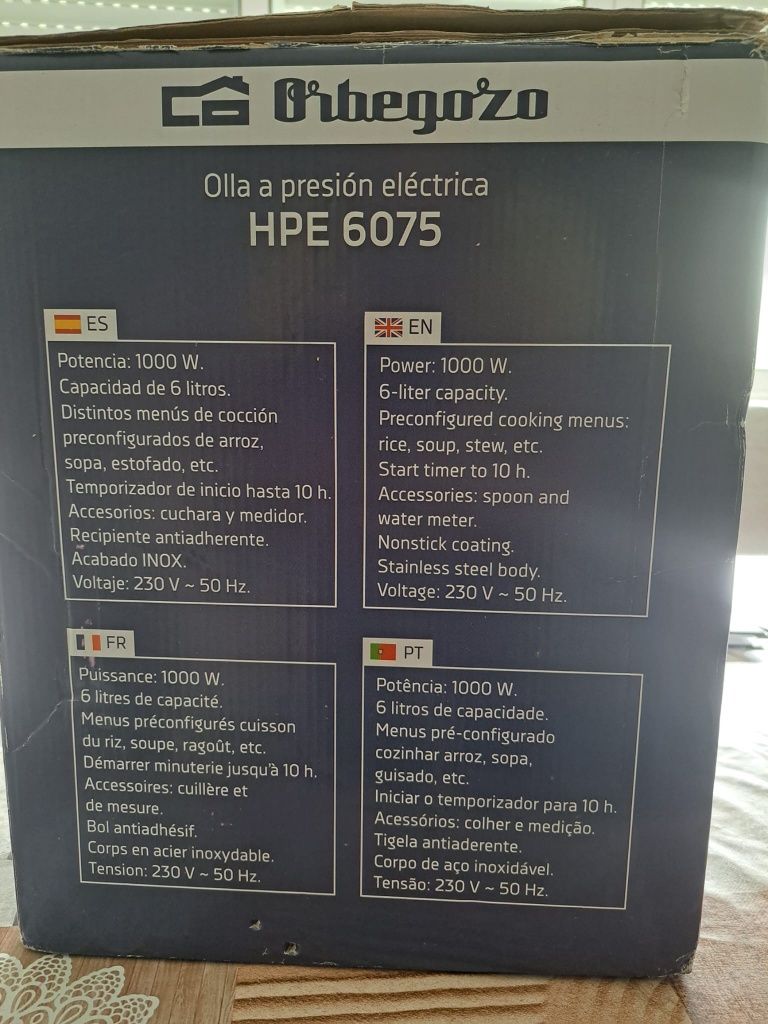 Orbegozo
Olla a presión eléctrica
HPE 6075
ES
Potencia: 1000 W.
Capacidad de 6 litros.
Distintos menús de cocción
preconfigurados de arroz,
sopa, estofado, etc.
Temporizador de inicio hasta 10 h.
Accesorios: cuchara y medidor.
Recipiente antiadherente.
Acabado INOX.
Voltaje: 230 V ~ 50 Hz.
EN
Power: 1000 W.
6-liter capacity.
Preconfigured cooking menus:
rice, soup, stew, etc.
Start timer to 10 h.
Accessories: spoon and
water meter.
Nonstick coating.
Stainless steel body.
Voltage: 230 V ~ 50 Hz.
FR
Puissance: 1000 W.
6 litres de capacité.
Menus préconfigurés cuisson
du riz, soupe, ragoût, etc.
Démarrer minuterie jusqu'à 10 h.
Accessoires: cuillère et
de mesure.
Bol antiadhésif.
Corps en acier inoxydable.
Tension: 230 V ~ 50 Hz.
PT
Potência: 1000 W.
6 litros de capacidade.
Menus pré-configurado
cozinhar arroz, sopa,
guisado, etc.
Iniciar o temporizador para 10 h.
Acessórios: colher e medição.
Tigela antiaderente.
Corpo de aço inoxidável.
Tensão: 230 V ~ 50 Hz.